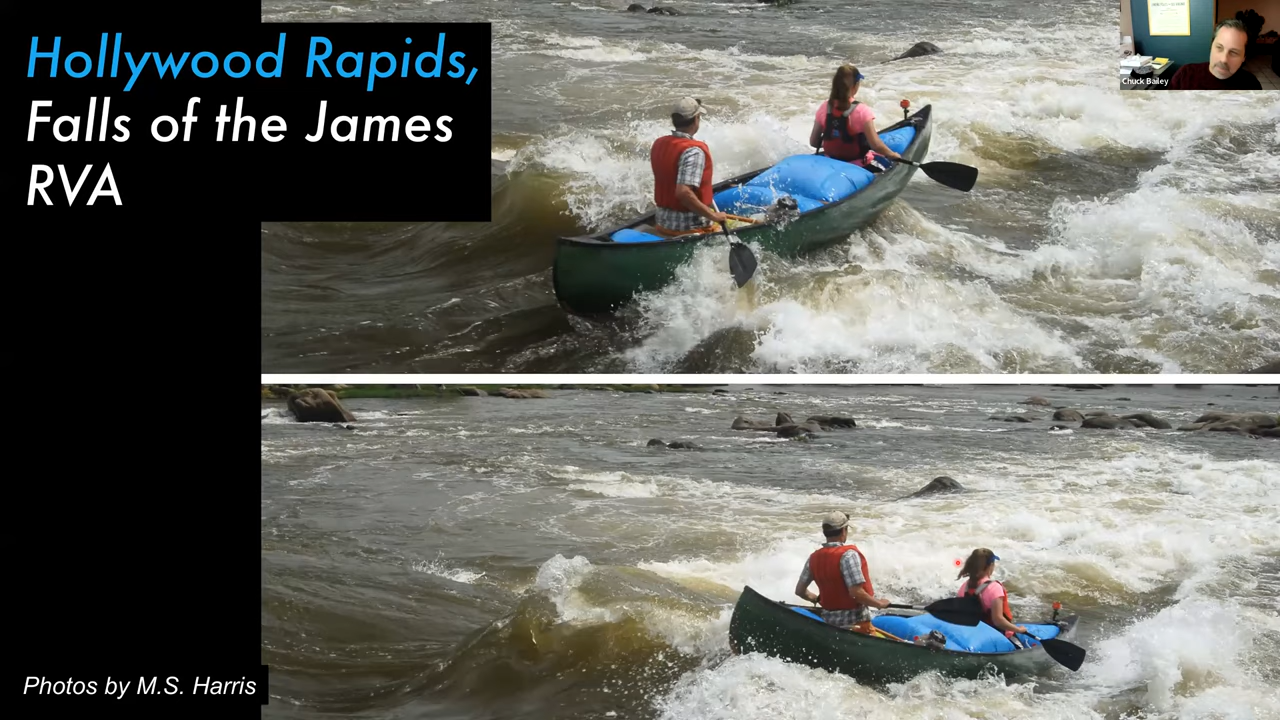 Hollywood Rapids,
Falls of the James
RVA
Chuck Bailey
Photos by M.S. Harris